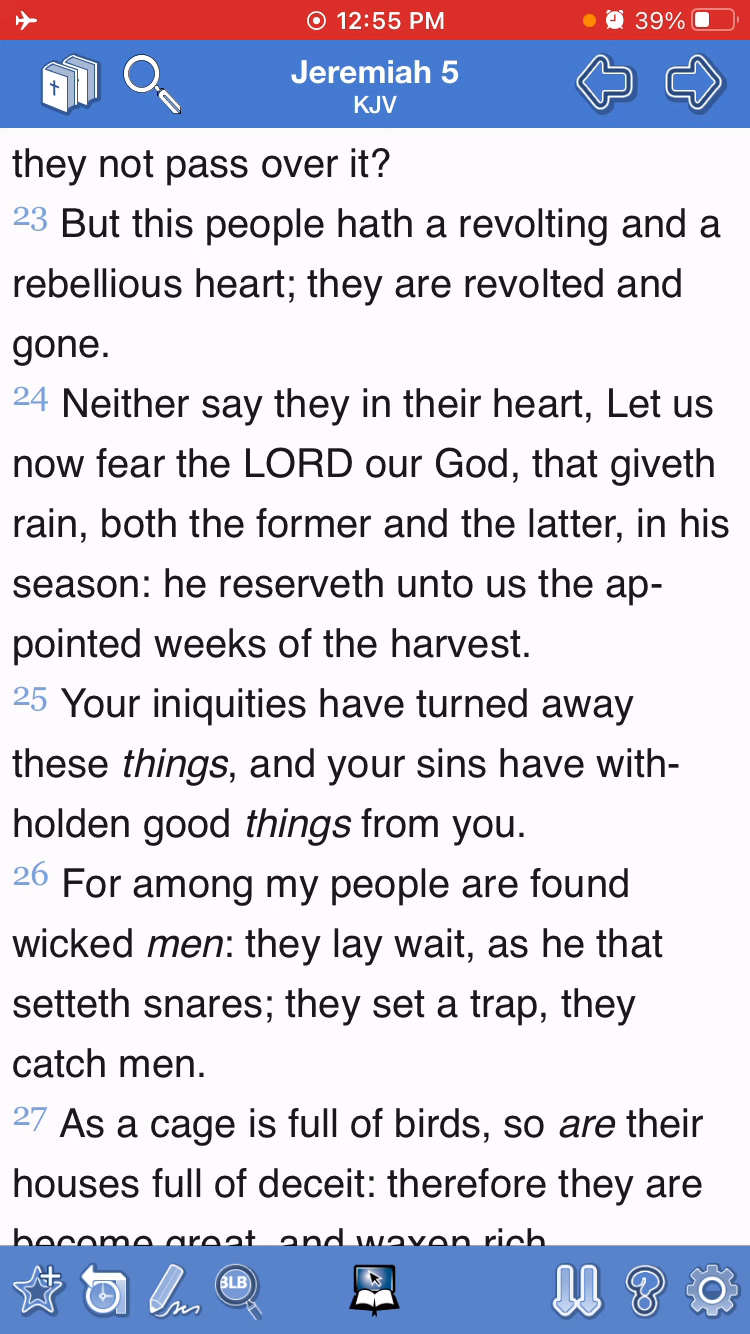 12:55 PM
39%
Jeremiah 5
KJV
they not pass over it?
23 But this people hath a revolting and a
rebellious heart; they are revolted and
gone.
24 Neither say they in their heart, Let us
now fear the LORD our God, that giveth
rain, both the former and the latter, in his
season: he reserveth unto us the ap-
pointed weeks of the harvest.
25 Your iniquities have turned away
these things, and your sins have with-
holden good things from you.
26 For among my people are found
wicked men: they lay wait, as he that
setteth snares; they set a trap, they
catch men.
27 As a cage is full of birds, so are their
houses full of deceit: therefore they are
become great, and waxen rich.
BLB